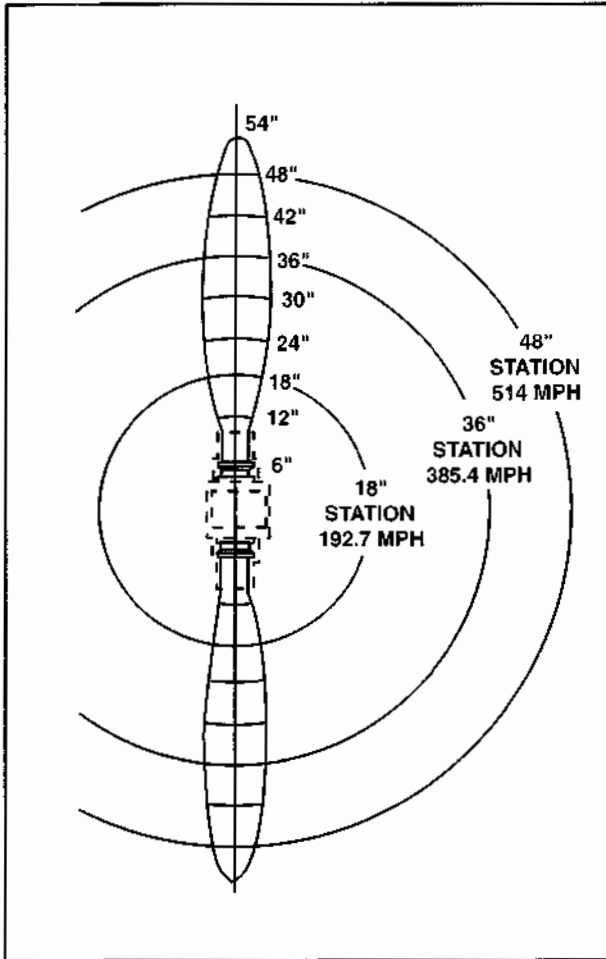 54"
48"
42"
36"
30"
24"
18"
12"
6"
48"
STATION
514 MPH
36"
STATION
385.4 MPH
18"
STATION
192.7 MPH